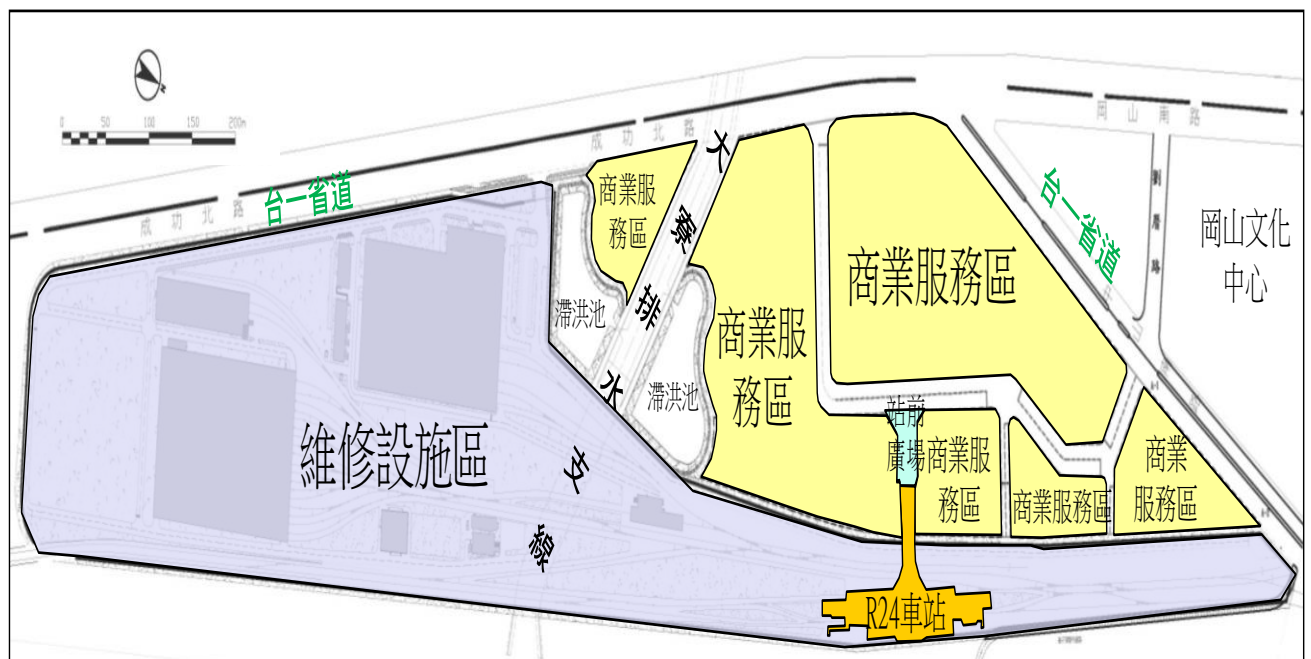 N
0 50 100 150 200m
成功北路
台一省道
成功北路
岡山南路
劉厝路
台一省道
岡山文化
中心
商業服
務區
大寮排水支線
滯洪池
滯洪池
商業服
務區
商業服務區
維修設施區
站前
廣場
商業服
務區
商業服務區
商業
服務區
R24車站